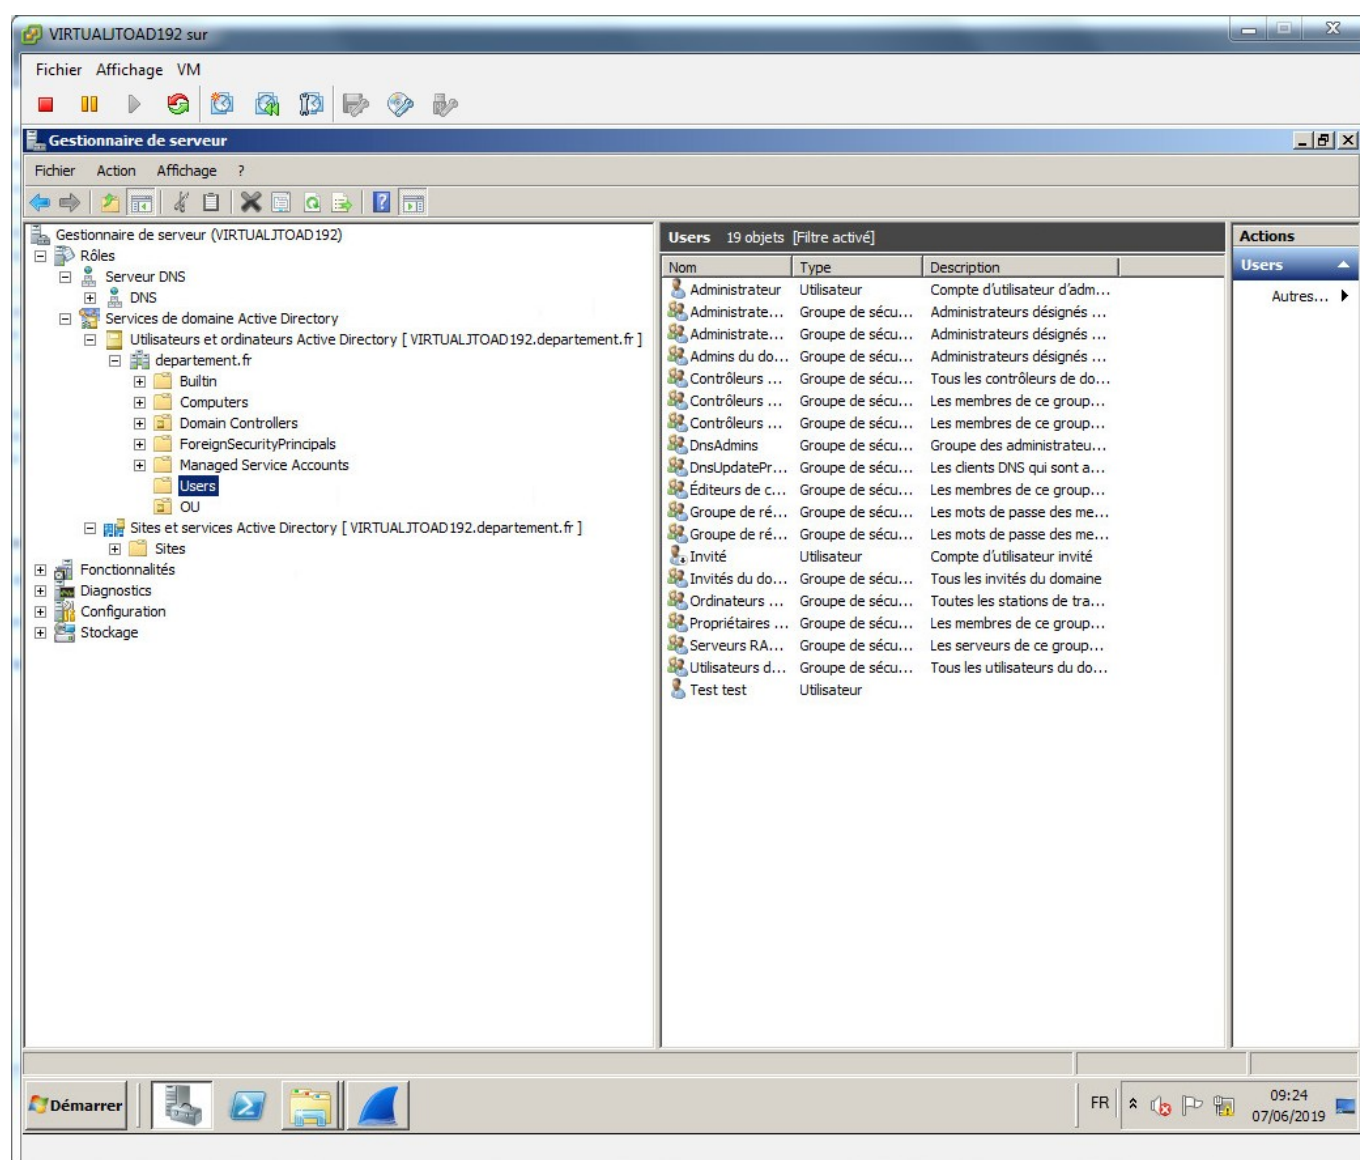 VIRTUALJTOAD192 sur
Fichier Affichage VM
Gestionnaire de serveur
Fichier Action Affichage ?
Gestionnaire de serveur (VIRTUALJTOAD192)
Rôles
Serveur DNS
DNS
Services de domaine Active Directory
Utilisateurs et ordinateurs Active Directory [ VIRTUALJTOAD192.departement.fr ]
departement.fr
Builtin
Computers
Domain Controllers
ForeignSecurityPrincipals
Managed Service Accounts
Users
OU
Sites et services Active Directory [ VIRTUALJTOAD192.departement.fr ]
Sites
Fonctionnalités
Diagnostics
Configuration
Stockage
Users 19 objets [Filtre activé]
Nom Type Description
Administrateur Utilisateur Compte d'utilisateur d'adm...
Administrate... Groupe de sécu... Administrateurs désignés ...
Administrate... Groupe de sécu... Administrateurs désignés ...
Admins du do... Groupe de sécu... Administrateurs désignés ...
Contrôleurs ... Groupe de sécu... Tous les contrôleurs de do...
Contrôleurs ... Groupe de sécu... Les membres de ce group...
Contrôleurs ... Groupe de sécu... Les membres de ce group...
DnsAdmins Groupe de sécu... Groupe des administrateu...
DnsUpdatePr... Groupe de sécu... Les clients DNS qui sont a...
Éditeurs de c... Groupe de sécu... Les membres de ce group...
Groupe de ré... Groupe de sécu... Les mots de passe des me...
Groupe de ré... Groupe de sécu... Les mots de passe des me...
Invité Utilisateur Compte d'utilisateur invité
Invités du do... Groupe de sécu... Tous les invités du domaine
Ordinateurs ... Groupe de sécu... Toutes les stations de tra...
Propriétaires ... Groupe de sécu... Les membres de ce group...
Serveurs RA... Groupe de sécu... Les serveurs de ce group...
Utilisateurs d... Groupe de sécu... Tous les utilisateurs du do...
Test test Utilisateur
Actions
Users
Autres...
Démarrer
FR
09:24
07/06/2019